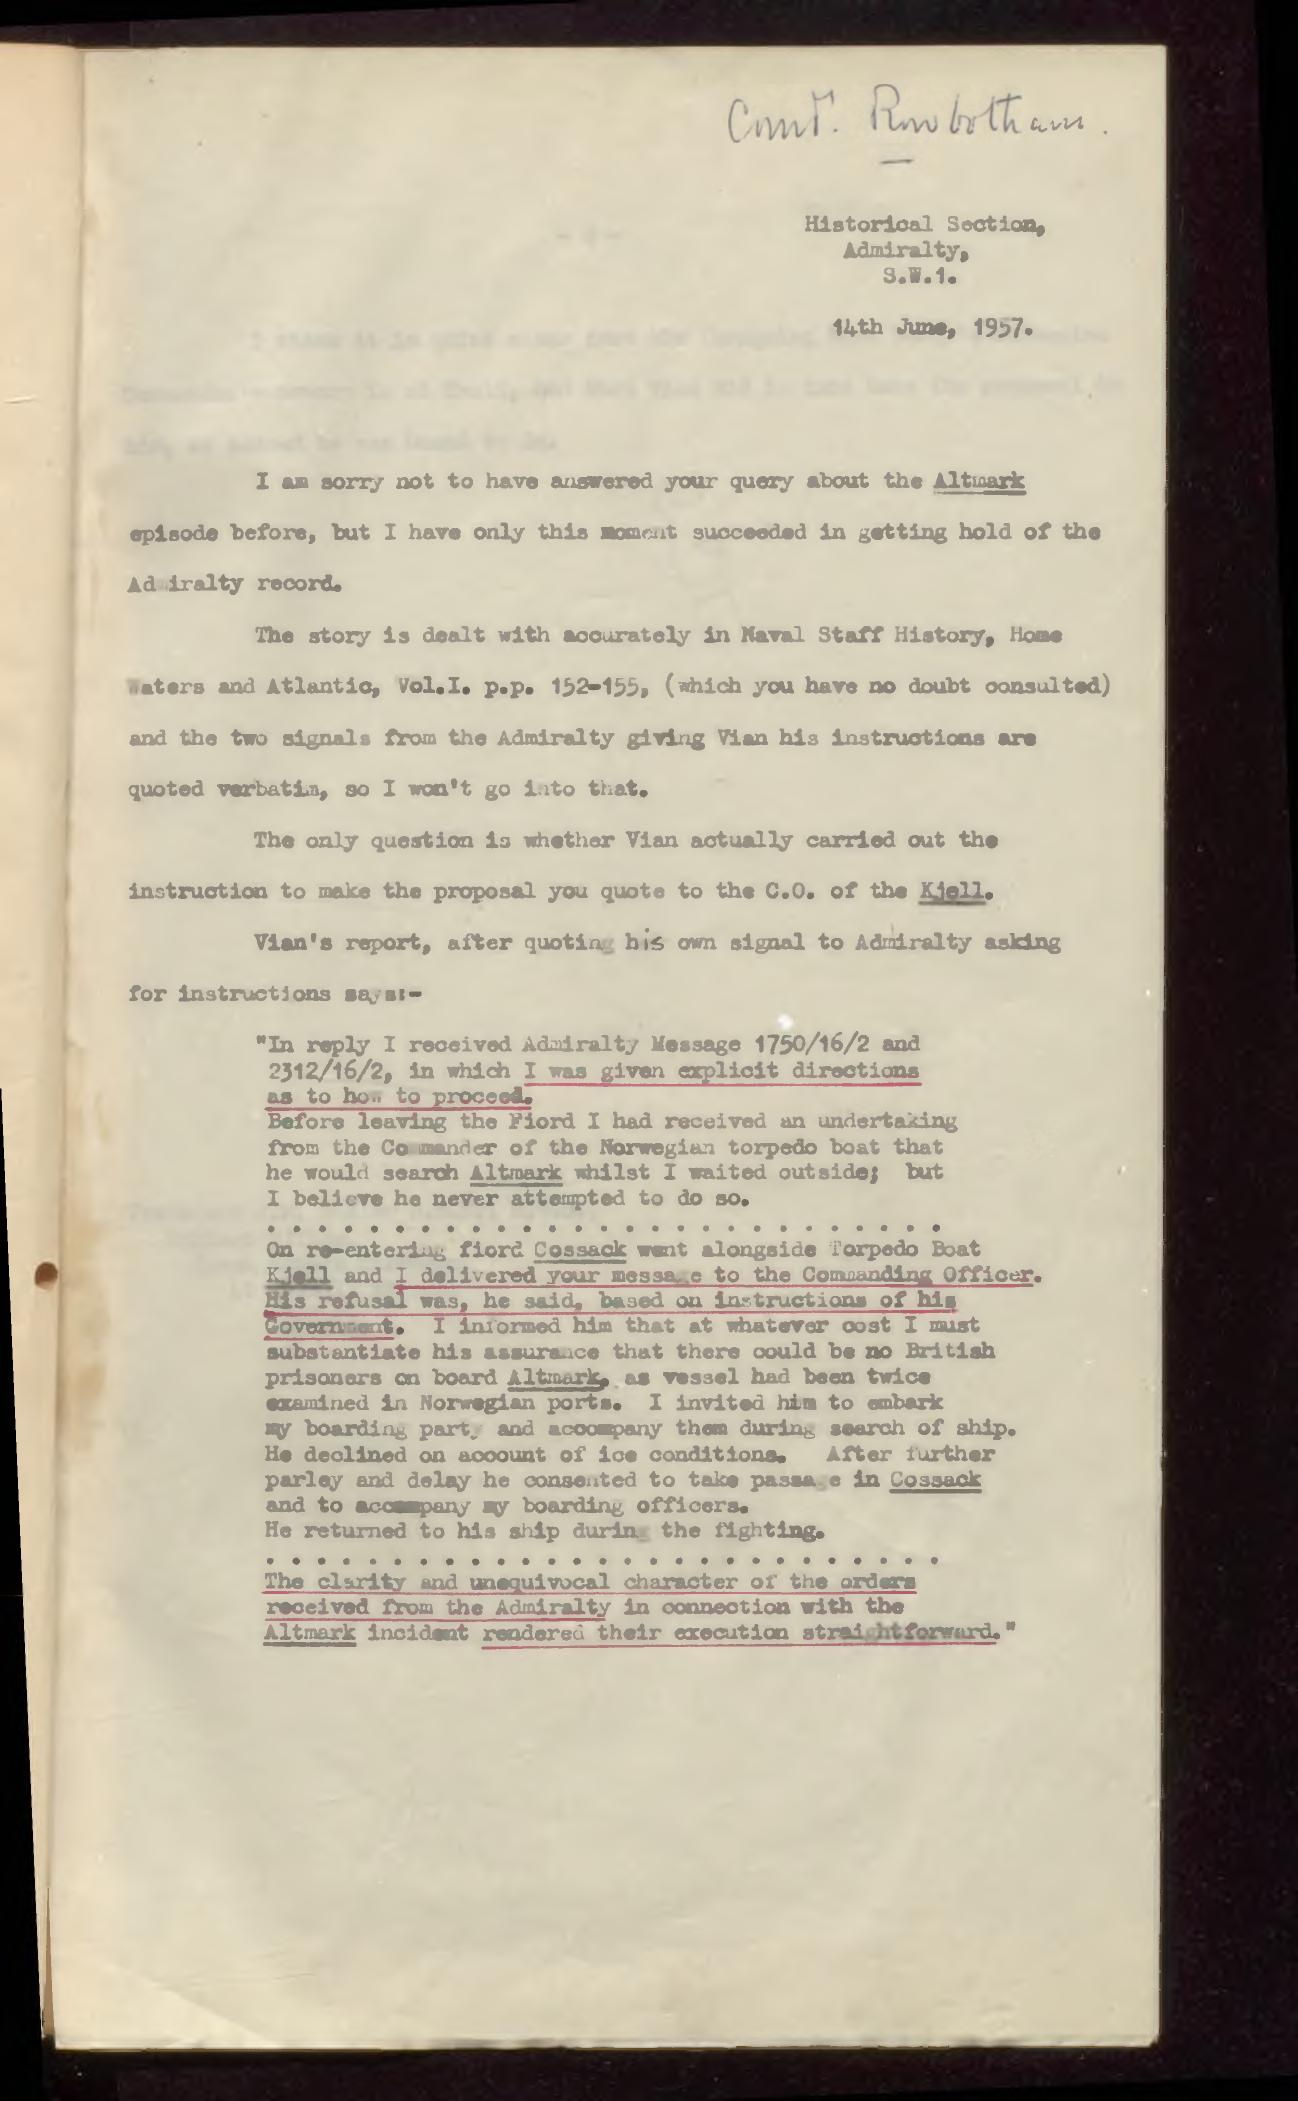 Comdr. Rowbotham.
Historical Section,
Admiralty,
S.W.1.
14th June, 1957.
I am sorry not to have answered your query about the Altmark
episode before, but I have only this moment succeeded in getting hold of the
Admiralty record.
The story is dealt with accurately in Naval Staff History, Home
Waters and Atlantic, Vol.I. p.p. 152-155, (which you have no doubt consulted)
and the two signals from the Admiralty giving Vian his instructions are
quoted verbatim, so I won't go into that.
The only question is whether Vian actually carried out the
instruction to make the proposal you quote to the C.O. of the Kjell.
Vian's report, after quoting his own signal to Admiralty asking
for instructions says:-
"In reply I received Admiralty Message 1750/16/2 and
2312/16/2, in which I was given explicit directions
as to how to proceed.
Before leaving the Fiord I had received an undertaking
from the Commander of the Norwegian torpedo boat that
he would search Altmark whilst I waited outside; but
I believe he never attempted to do so.
. . . . . . . . . . . . . . . . . . . . . . . . . . .
On re-entering fiord Cossack went alongside Torpedo Boat
Kjell and I delivered your message to the Commanding Officer.
His refusal was, he said, based on instructions of his
Government. I informed him that at whatever cost I must
substantiate his assurance that there could be no British
prisoners on board Altmark, as vessel had been twice
examined in Norwegian ports. I invited him to embark
my boarding party and accompany them during search of ship.
He declined on account of ice conditions. After further
parley and delay he consented to take passage in Cossack
and to accompany my boarding officers.
He returned to his ship during the fighting.
. . . . . . . . . . . . . . . . . . . . . . . . . . .
The clarity and unequivocal character of the orders
received from the Admiralty in connection with the
Altmark incident rendered their execution straightforward."